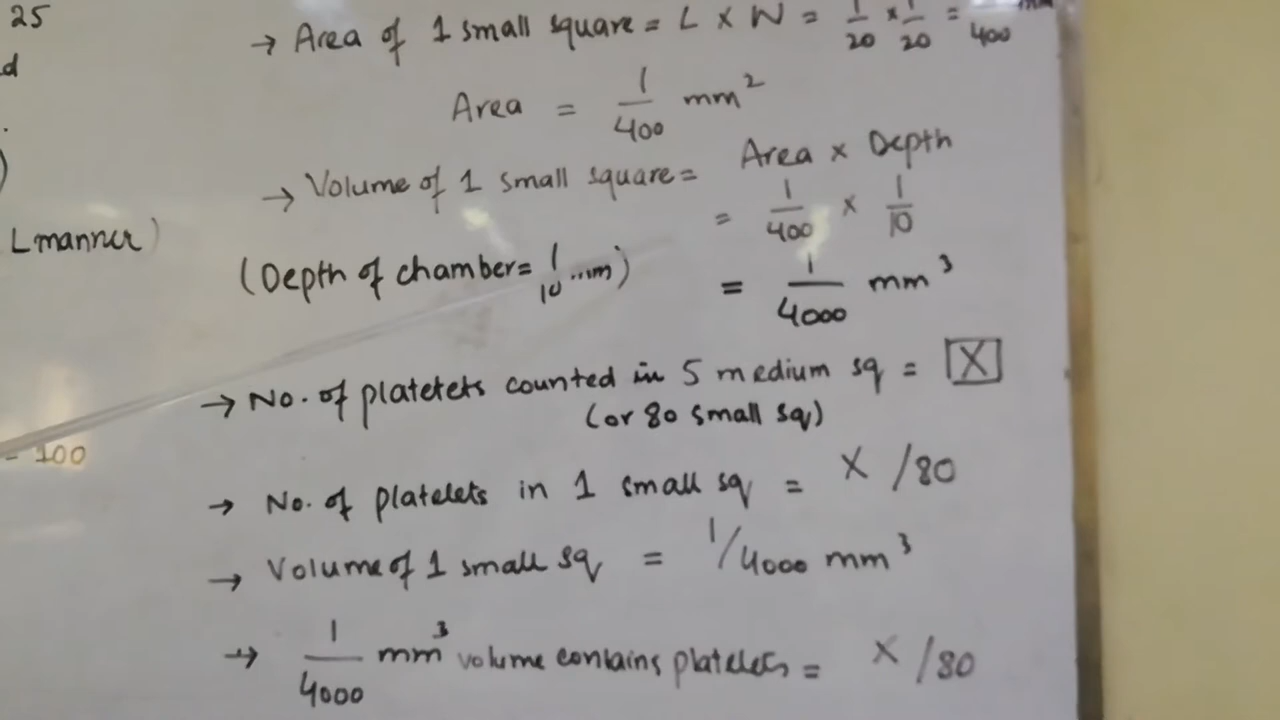 25
d
→ Area of 1 small square = L × W = 1/20 × 1/20 = /400
Area = 1/400 mm²
)
→ Volume of 1 small square = Area × Depth
= 1/400 × 1/10
L manner)
(Depth of chamber = 1/10 mm)
= 1/4000 mm³
→ No. of platelets counted in 5 medium sq = X
(or 80 small sq)
= 100
→ No. of platelets in 1 small sq = X /80
→ Volume of 1 small sq = 1/4000 mm³
→ 1/4000 mm³ volume contains platelets = X /80